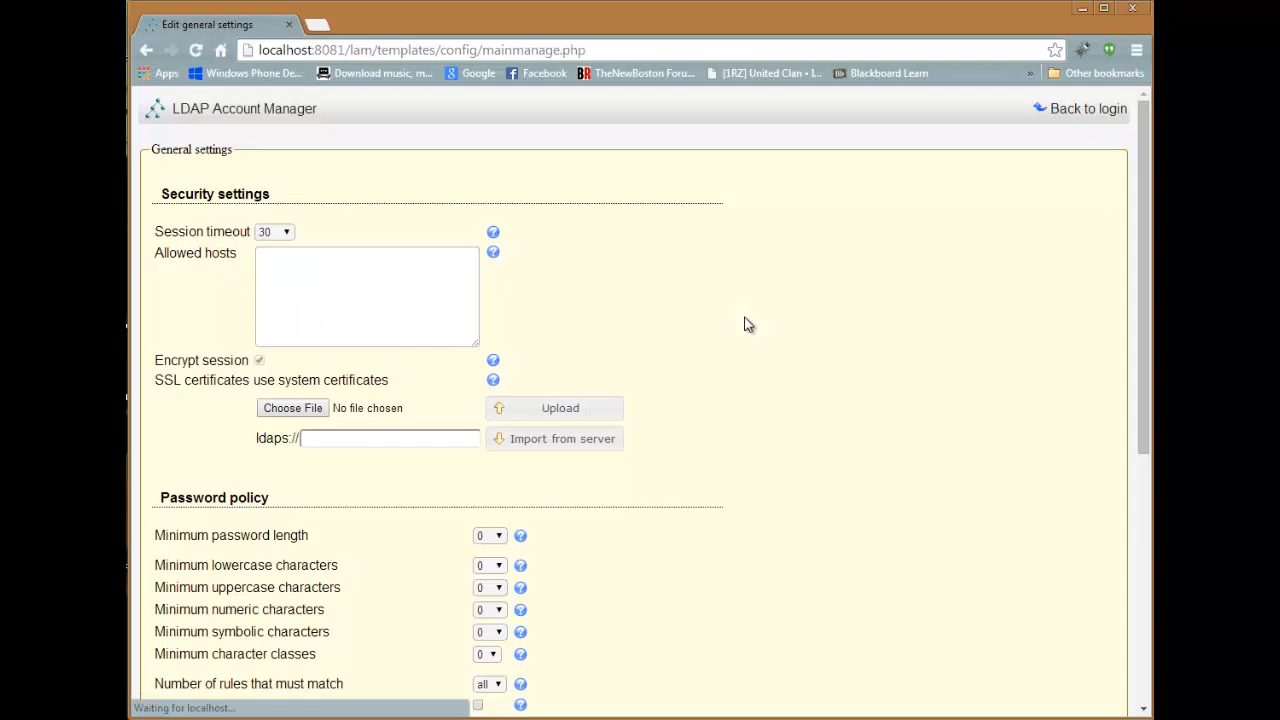 Edit general settings
localhost:8081/lam/templates/config/mainmanage.php
Apps Windows Phone De... Download music, m... Google Facebook TheNewBoston Foru... [1RZ] United Clan - I... Blackboard Learn » Other bookmarks
LDAP Account Manager Back to login
General settings
Security settings
Session timeout 30
Allowed hosts
Encrypt session
SSL certificates use system certificates
Choose File No file chosen Upload
ldaps:// Import from server
Password policy
Minimum password length 0
Minimum lowercase characters 0
Minimum uppercase characters 0
Minimum numeric characters 0
Minimum symbolic characters 0
Minimum character classes 0
Number of rules that must match all
Waiting for localhost...